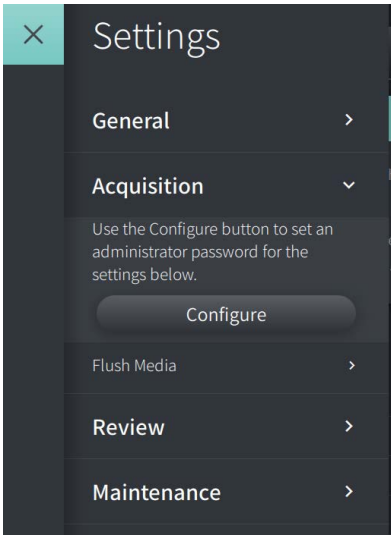 Settings
General
Acquisition
Use the Configure button to set an
administrator password for the
settings below.
Configure
Flush Media
Review
Maintenance